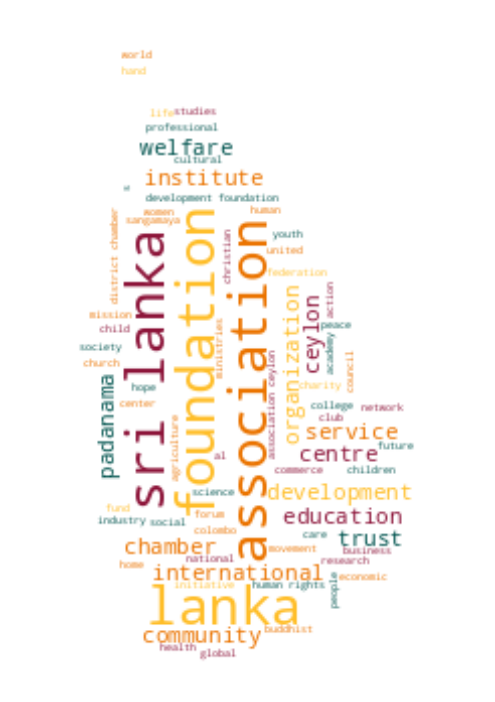 world
hand
life studies
professional
welfare
cultural
institute
development foundation
women
human
sangamaya
district chamber
sri lanka
foundation
association
christian
youth
united
federation
mission
child
society
church
hope
center
padanama
agriculture
ministries
al
association ceylon
organization
ceylon
action
peace
academy
council
charity
college
network
club
service
future
centre
commerce
children
science
development
fund
industry
social
forum
colombo
education
care
trust
chamber
national
movement
business
research
home
international
economic
initiative
human rights
people
lanka
community
buddhist
health
global